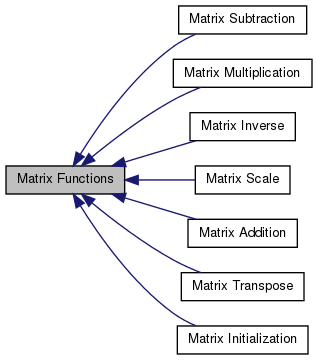 Matrix Subtraction
Matrix Multiplication
Matrix Inverse
Matrix Functions
Matrix Scale
Matrix Addition
Matrix Transpose
Matrix Initialization